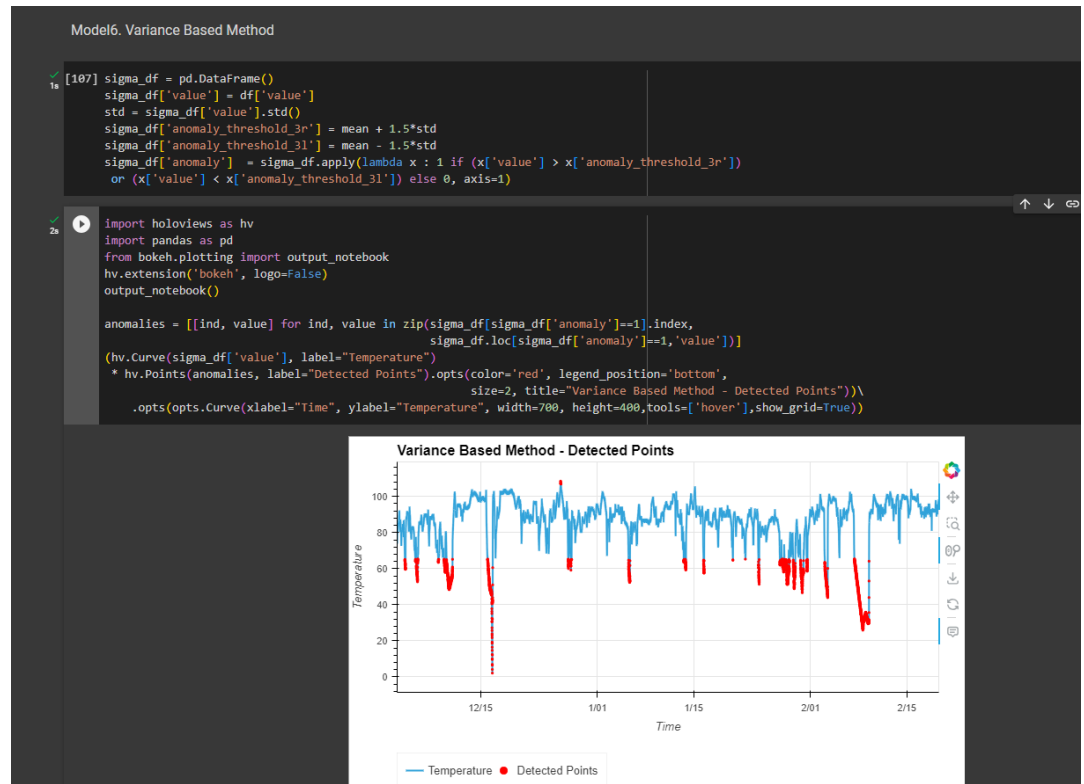 Model6. Variance Based Method
[107] sigma_df = pd.DataFrame()
sigma_df['value'] = df['value']
std = sigma_df['value'].std()
sigma_df['anomaly_threshold_3r'] = mean + 1.5*std
sigma_df['anomaly_threshold_3l'] = mean - 1.5*std
sigma_df['anomaly']  = sigma_df.apply(lambda x : 1 if (x['value'] > x['anomaly_threshold_3r'])
 or (x['value'] < x['anomaly_threshold_3l']) else 0, axis=1)
1s
2s
import holoviews as hv
import pandas as pd
from bokeh.plotting import output_notebook
hv.extension('bokeh', logo=False)
output_notebook()
anomalies = [[ind, value] for ind, value in zip(sigma_df[sigma_df['anomaly']==1].index,
sigma_df.loc[sigma_df['anomaly']==1,'value'])]
(hv.Curve(sigma_df['value'], label="Temperature")
 * hv.Points(anomalies, label="Detected Points").opts(color='red', legend_position='bottom',
size=2, title="Variance Based Method - Detected Points"))\
.opts(opts.Curve(xlabel="Time", ylabel="Temperature", width=700, height=400,tools=['hover'],show_grid=True))
Variance Based Method - Detected Points
100
80
60
40
20
0
Temperature
12/15 1/01 1/15 2/01 2/15
Time
Temperature Detected Points